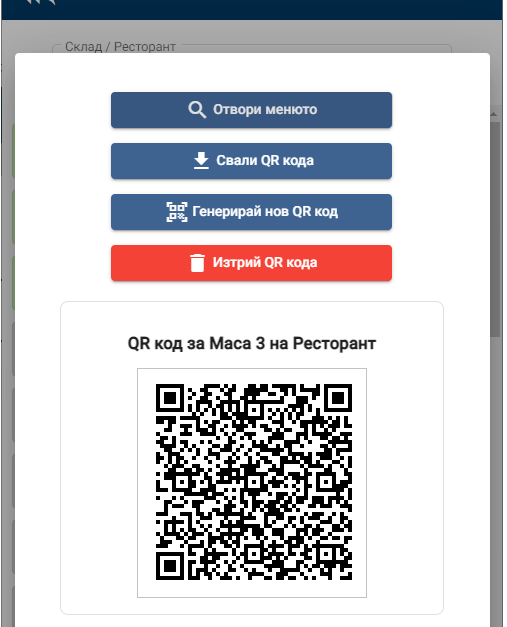 Склад / Ресторант
Отвори менюто
Свали QR кода
Генерирай нов QR код
Изтрий QR кода
QR код за Маса 3 на Ресторант